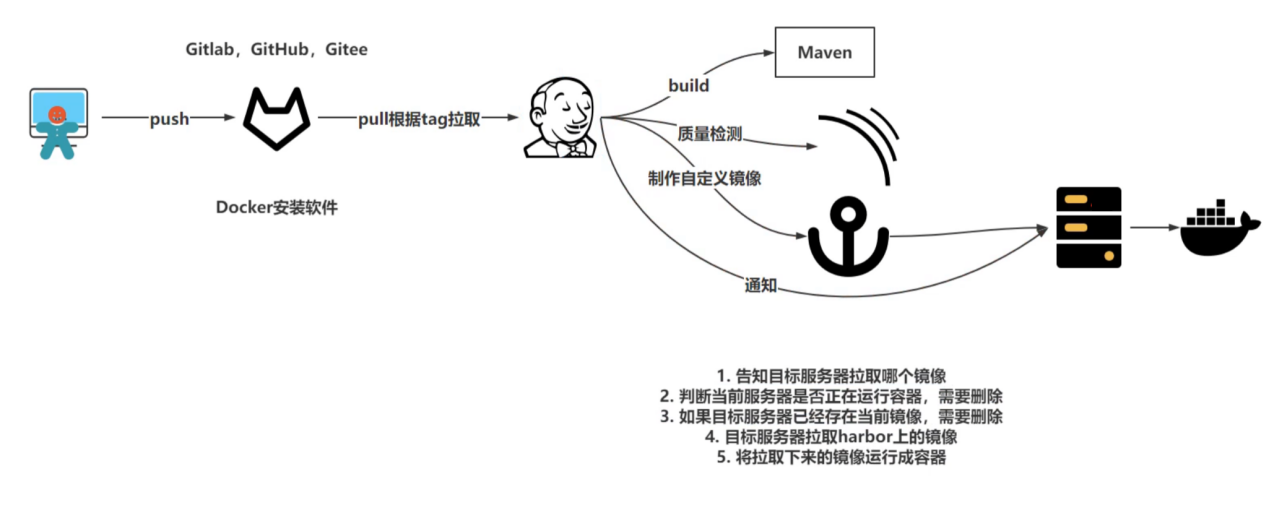 Gitlab，GitHub，Gitee
push
pull根据tag拉取
build
Maven
质量检测
制作自定义镜像
Docker安装软件
通知
1. 告知目标服务器拉取哪个镜像
2. 判断当前服务器是否正在运行容器，需要删除
3. 如果目标服务器已经存在当前镜像，需要删除
4. 目标服务器拉取harbor上的镜像
5. 将拉取下来的镜像运行成容器